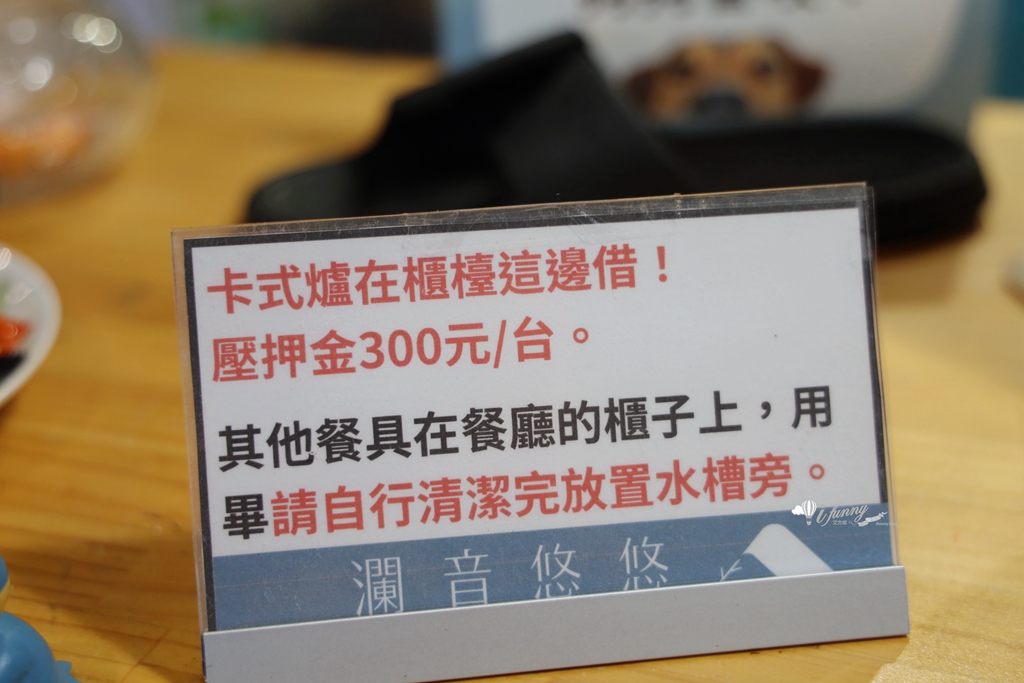 卡式爐在櫃檯這邊借！
壓押金300元/台。
其他餐具在餐廳的櫃子上，用
畢請自行清潔完放置水槽旁。
瀾音悠悠
funny